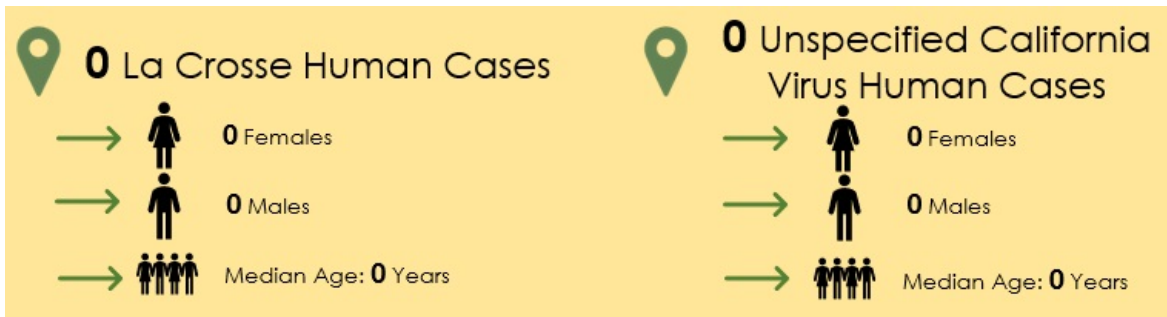 0 La Crosse Human Cases
0 Females
0 Males
Median Age: 0 Years
0 Unspecified California
Virus Human Cases
0 Females
0 Males
Median Age: 0 Years